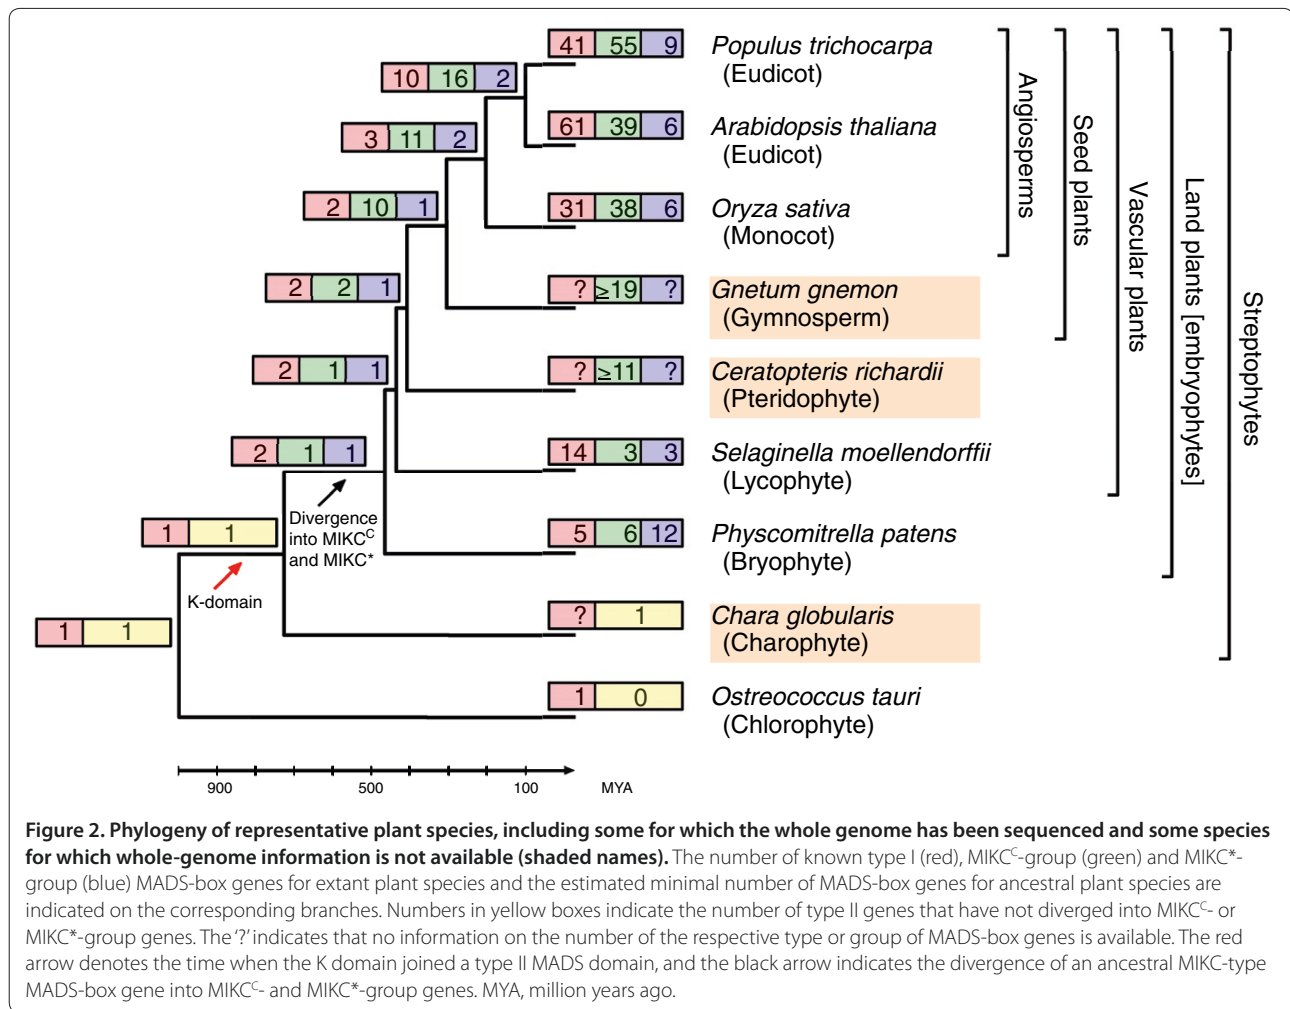 41 55 9
Populus trichocarpa
(Eudicot)
10 16 2
61 39 6
Arabidopsis thaliana
(Eudicot)
3 11 2
31 38 6
Oryza sativa
(Monocot)
2 10 1
? ≥19 ?
Gnetum gnemon
(Gymnosperm)
2 2 1
? ≥11 ?
Ceratopteris richardii
(Pteridophyte)
2 1 1
14 3 3
Selaginella moellendorffii
(Lycophyte)
2 1 1
Divergence
into MIKCᶜ
and MIKC*
5 6 12
Physcomitrella patens
(Bryophyte)
1 1
K-domain
? 1
Chara globularis
(Charophyte)
1 1
1 0
Ostreococcus tauri
(Chlorophyte)
Angiosperms
Seed plants
Vascular plants
Land plants [embryophytes]
Streptophytes
900 500 100 MYA
Figure 2. Phylogeny of representative plant species, including some for which the whole genome has been sequenced and some species
for which whole-genome information is not available (shaded names). The number of known type I (red), MIKCᶜ-group (green) and MIKC*-
group (blue) MADS-box genes for extant plant species and the estimated minimal number of MADS-box genes for ancestral plant species are
indicated on the corresponding branches. Numbers in yellow boxes indicate the number of type II genes that have not diverged into MIKCᶜ- or
MIKC*-group genes. The ‘?’ indicates that no information on the number of the respective type or group of MADS-box genes is available. The red
arrow denotes the time when the K domain joined a type II MADS domain, and the black arrow indicates the divergence of an ancestral MIKC-type
MADS-box gene into MIKCᶜ- and MIKC*-group genes. MYA, million years ago.